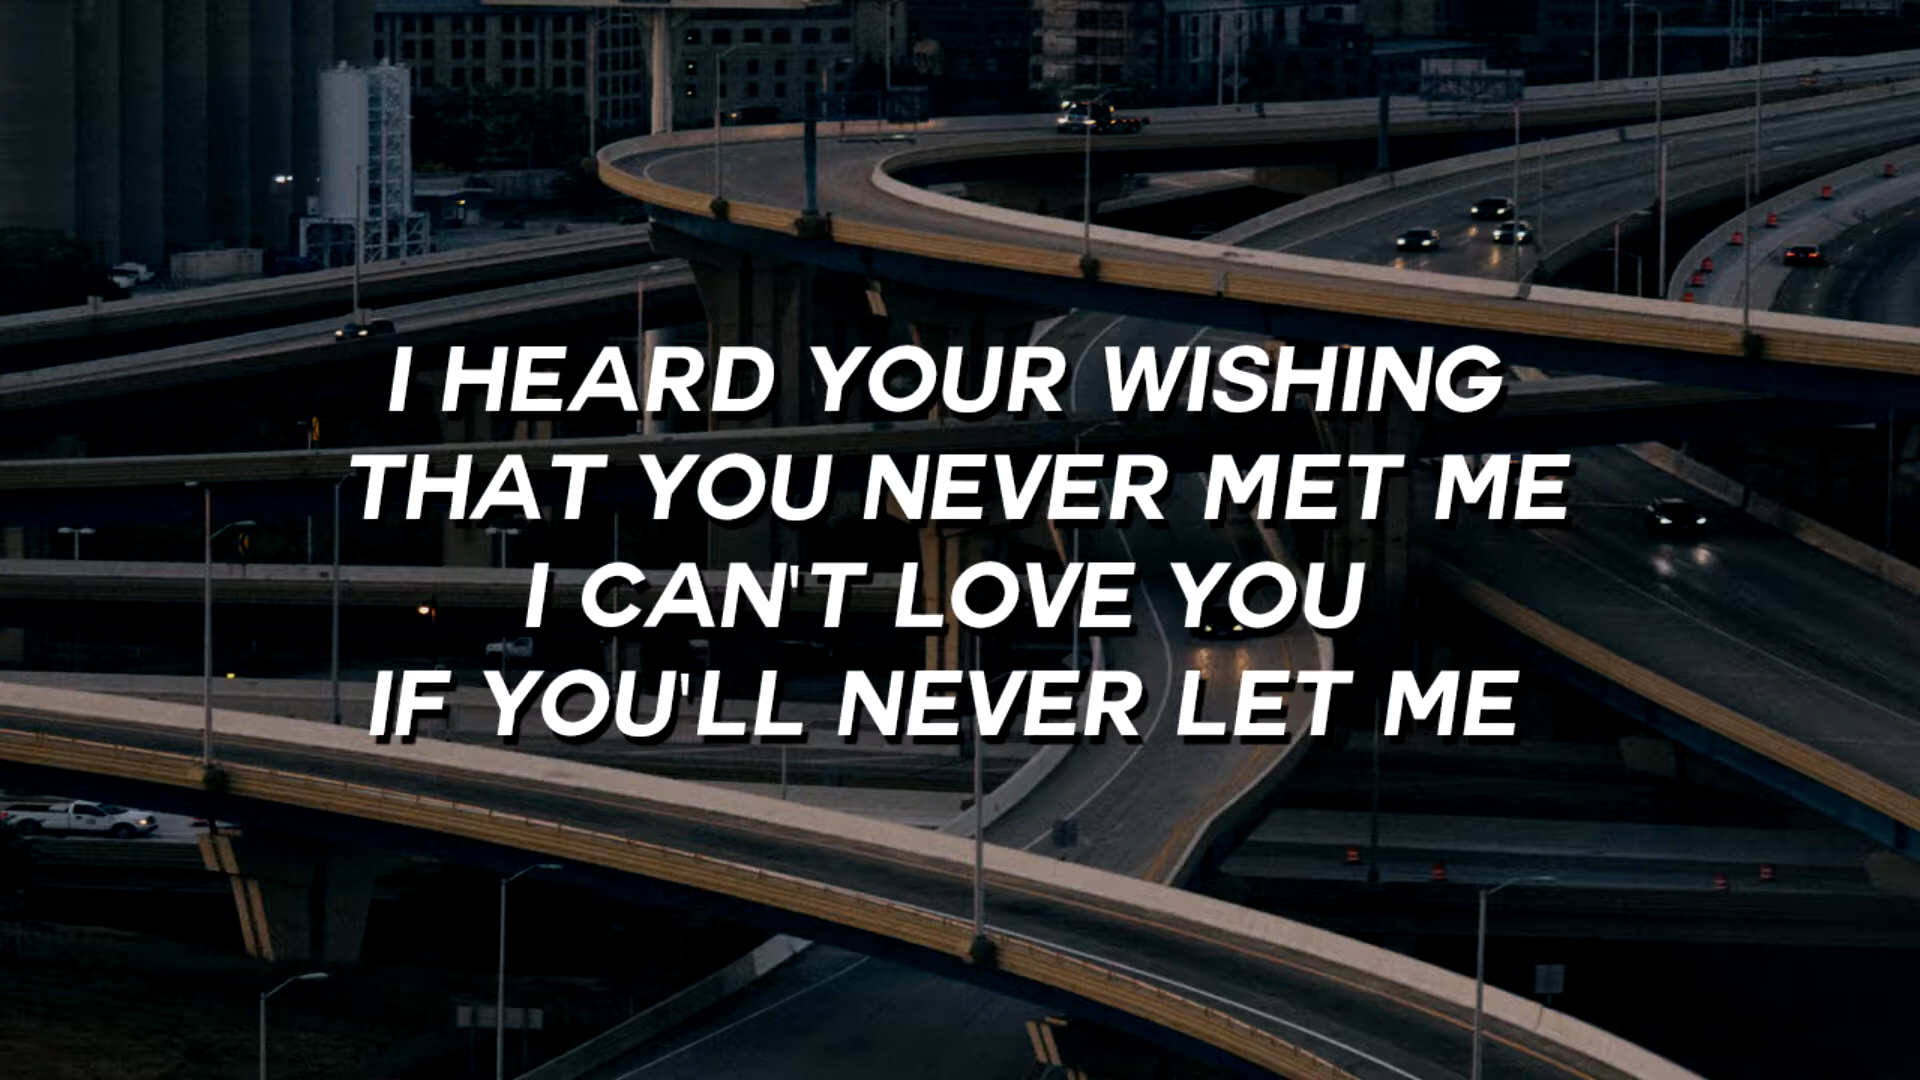 I HEARD YOUR WISHING
THAT YOU NEVER MET ME
I CAN'T LOVE YOU
IF YOU'LL NEVER LET ME